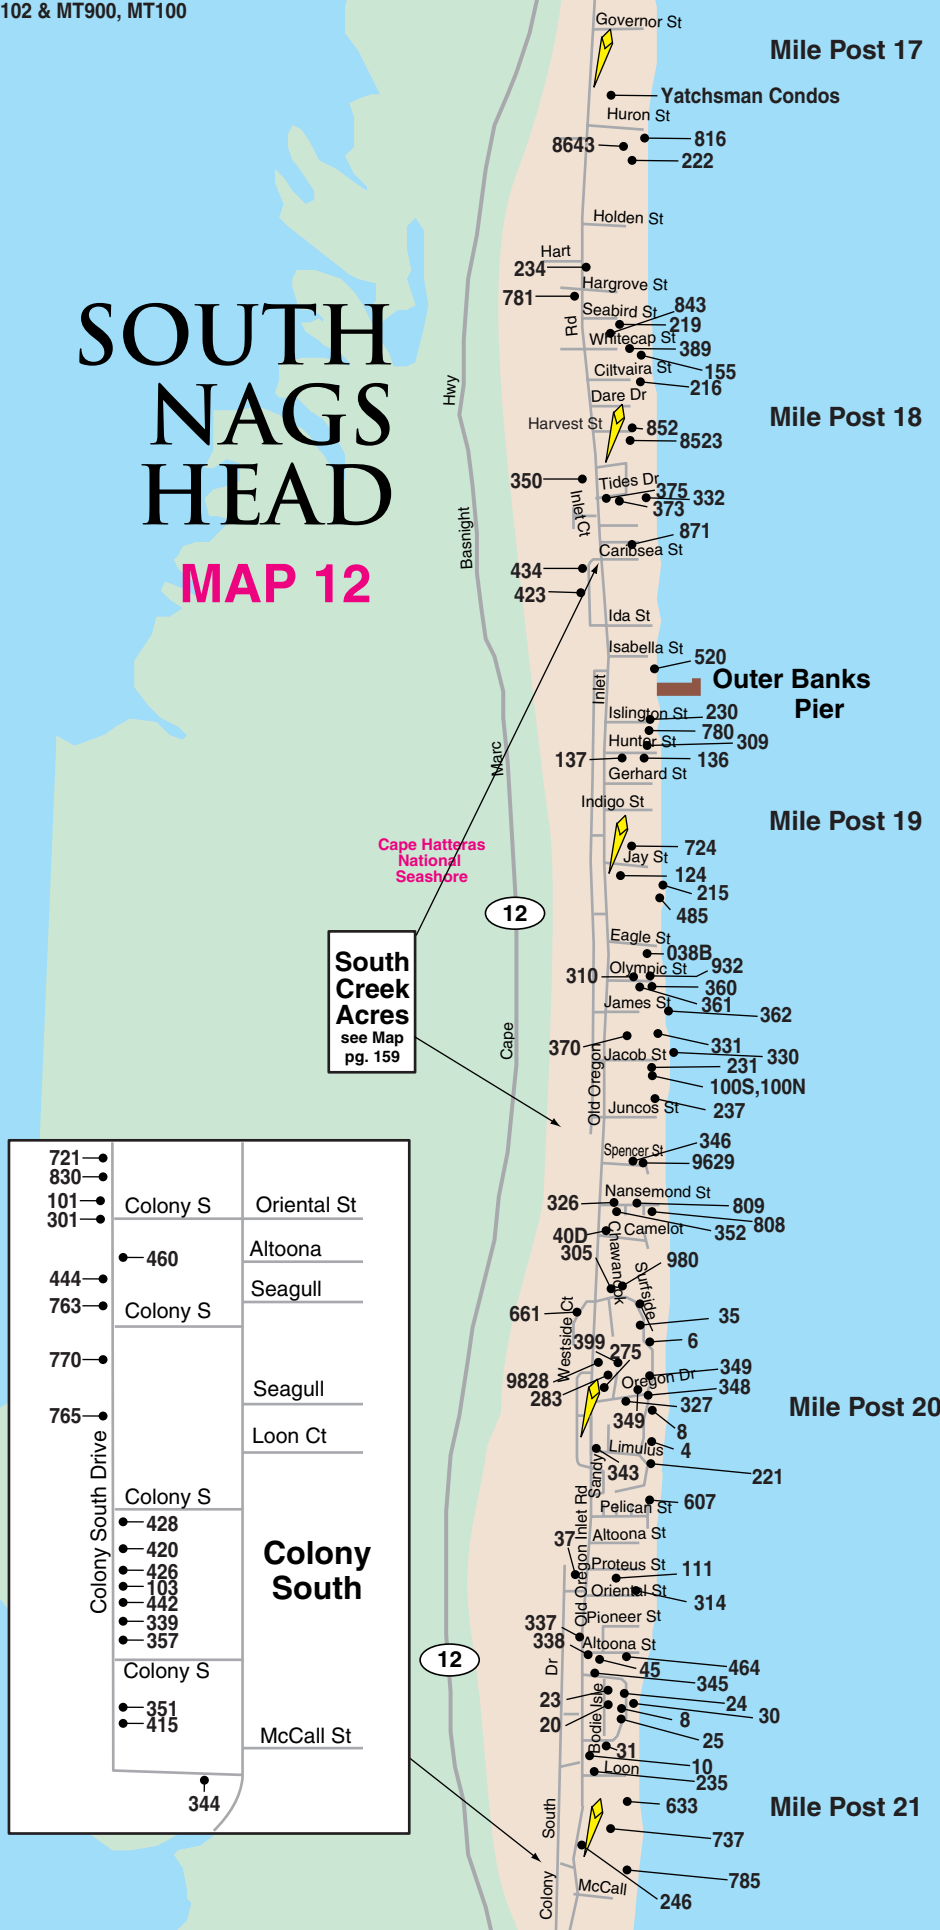 102 & MT900, MT100
Governor St
Mile Post 17
Yatchsman Condos
Huron St
816
8643
222
Holden St
Hart
234
Hargrove St
781
843
Seabird St
219
Rd
Whitecap St
389
155
Ciltvaira St
216
Dare Dr
SOUTH
NAGS
HEAD
MAP 12
Hwy
Mile Post 18
Harvest St
852
8523
350
Tides Dr
375
332
373
Inlet Ct
871
Caribsea St
Basnight
434
423
Ida St
Isabella St
520
Outer Banks
Pier
Inlet
Islington St
230
780
Hunter St
309
137
136
Gerhard St
Marc
Indigo St
Mile Post 19
Cape Hatteras
National
Seashore
724
Jay St
124
215
485
12
Eagle St
038B
South
Creek
Acres
see Map
pg. 159
Olympic St
932
310
360
361
James St
362
Cape
370
331
Jacob St
330
231
100S,100N
Old Oregon
237
Juncos St
346
Spencer St
9629
Nansemond St
326
809
808
352
Camelot
40D
305
Chawanook
980
Surfside
661
35
Westside Ct
399
275
6
349
9828
Oregon Dr
348
283
327
349
Mile Post 20
8
Limulus
4
343
221
Sandy
607
Pelican St
Altoona St
37
Proteus St
111
Old Oregon Inlet Rd
Oriental St
314
Pioneer St
337
338
Altoona St
12
Dr
464
45
345
23
24
30
20
8
Bodie Isle
25
31
10
Loon
235
633
Mile Post 21
South
737
785
McCall
246
Colony
721
830
101
Colony S
Oriental St
301
Altoona
460
444
Seagull
763
Colony S
770
Seagull
765
Loon Ct
Colony South Drive
Colony S
428
420
426
103
442
339
357
Colony
South
Colony S
351
415
McCall St
344